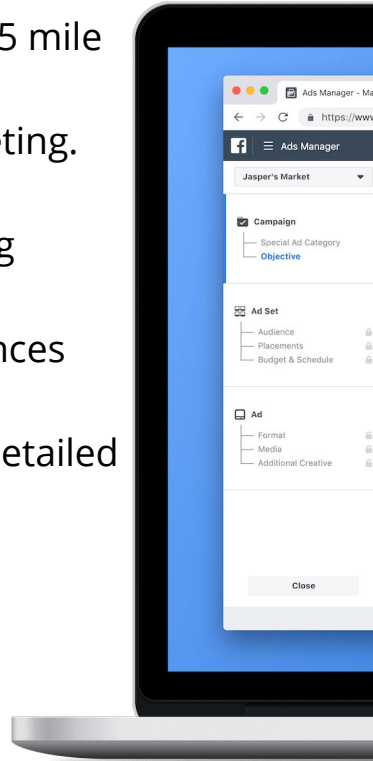 5 mile
eting.
g
nces
etailed
Ads Manager - Ma
https://www
Ads Manager
Jasper's Market
Campaign
Special Ad Category
Objective
Ad Set
Audience
Placements
Budget & Schedule
Ad
Format
Media
Additional Creative
Close